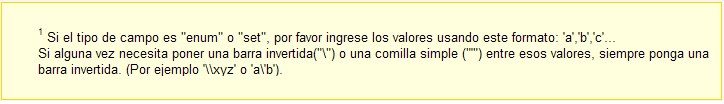 1 Si el tipo de campo es "enum" o "set", por favor ingrese los valores usando este formato: 'a','b','c'...
Si alguna vez necesita poner una barra invertida("\") o una comilla simple ("'") entre esos valores, siempre ponga una
barra invertida. (Por ejemplo '\\xyz' o 'a\'b').